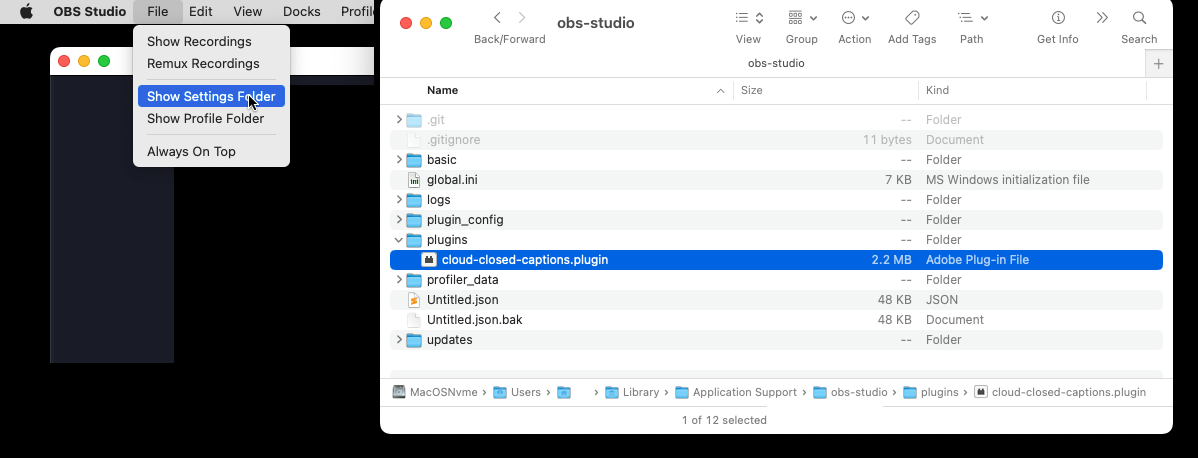 OBS Studio File Edit View Docks Profile
Show Recordings
Remux Recordings
Show Settings Folder
Show Profile Folder
Always On Top
obs-studio
Back/Forward View Group Action Add Tags Path Get Info Search
obs-studio
Name Size Kind
.git -- Folder
.gitignore 11 bytes Document
basic -- Folder
ini
global.ini 7 KB MS Windows initialization file
logs -- Folder
plugin_config -- Folder
plugins -- Folder
cloud-closed-captions.plugin 2.2 MB Adobe Plug-in File
profiler_data -- Folder
Untitled.json 48 KB JSON
Untitled.json.bak 48 KB Document
updates -- Folder
MacOSNvme › Users › › Library › Application Support › obs-studio › plugins › cloud-closed-captions.plugin
1 of 12 selected